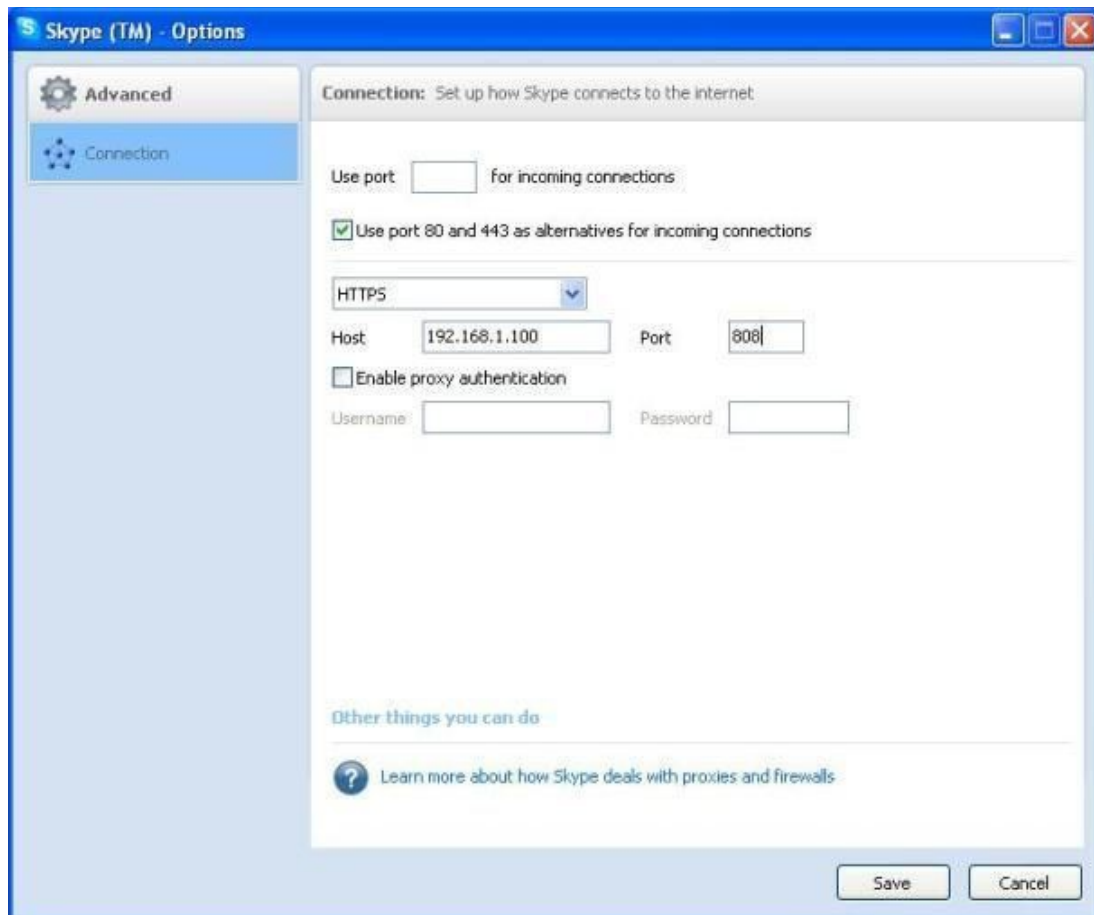 Skype (TM) - Options
Advanced
Connection: Set up how Skype connects to the internet
Connection
Use port for incoming connections
Use port 80 and 443 as alternatives for incoming connections
HTTPS
Host 192.168.1.100 Port 808
Enable proxy authentication
Username Password
Other things you can do
? Learn more about how Skype deals with proxies and firewalls
Save Cancel